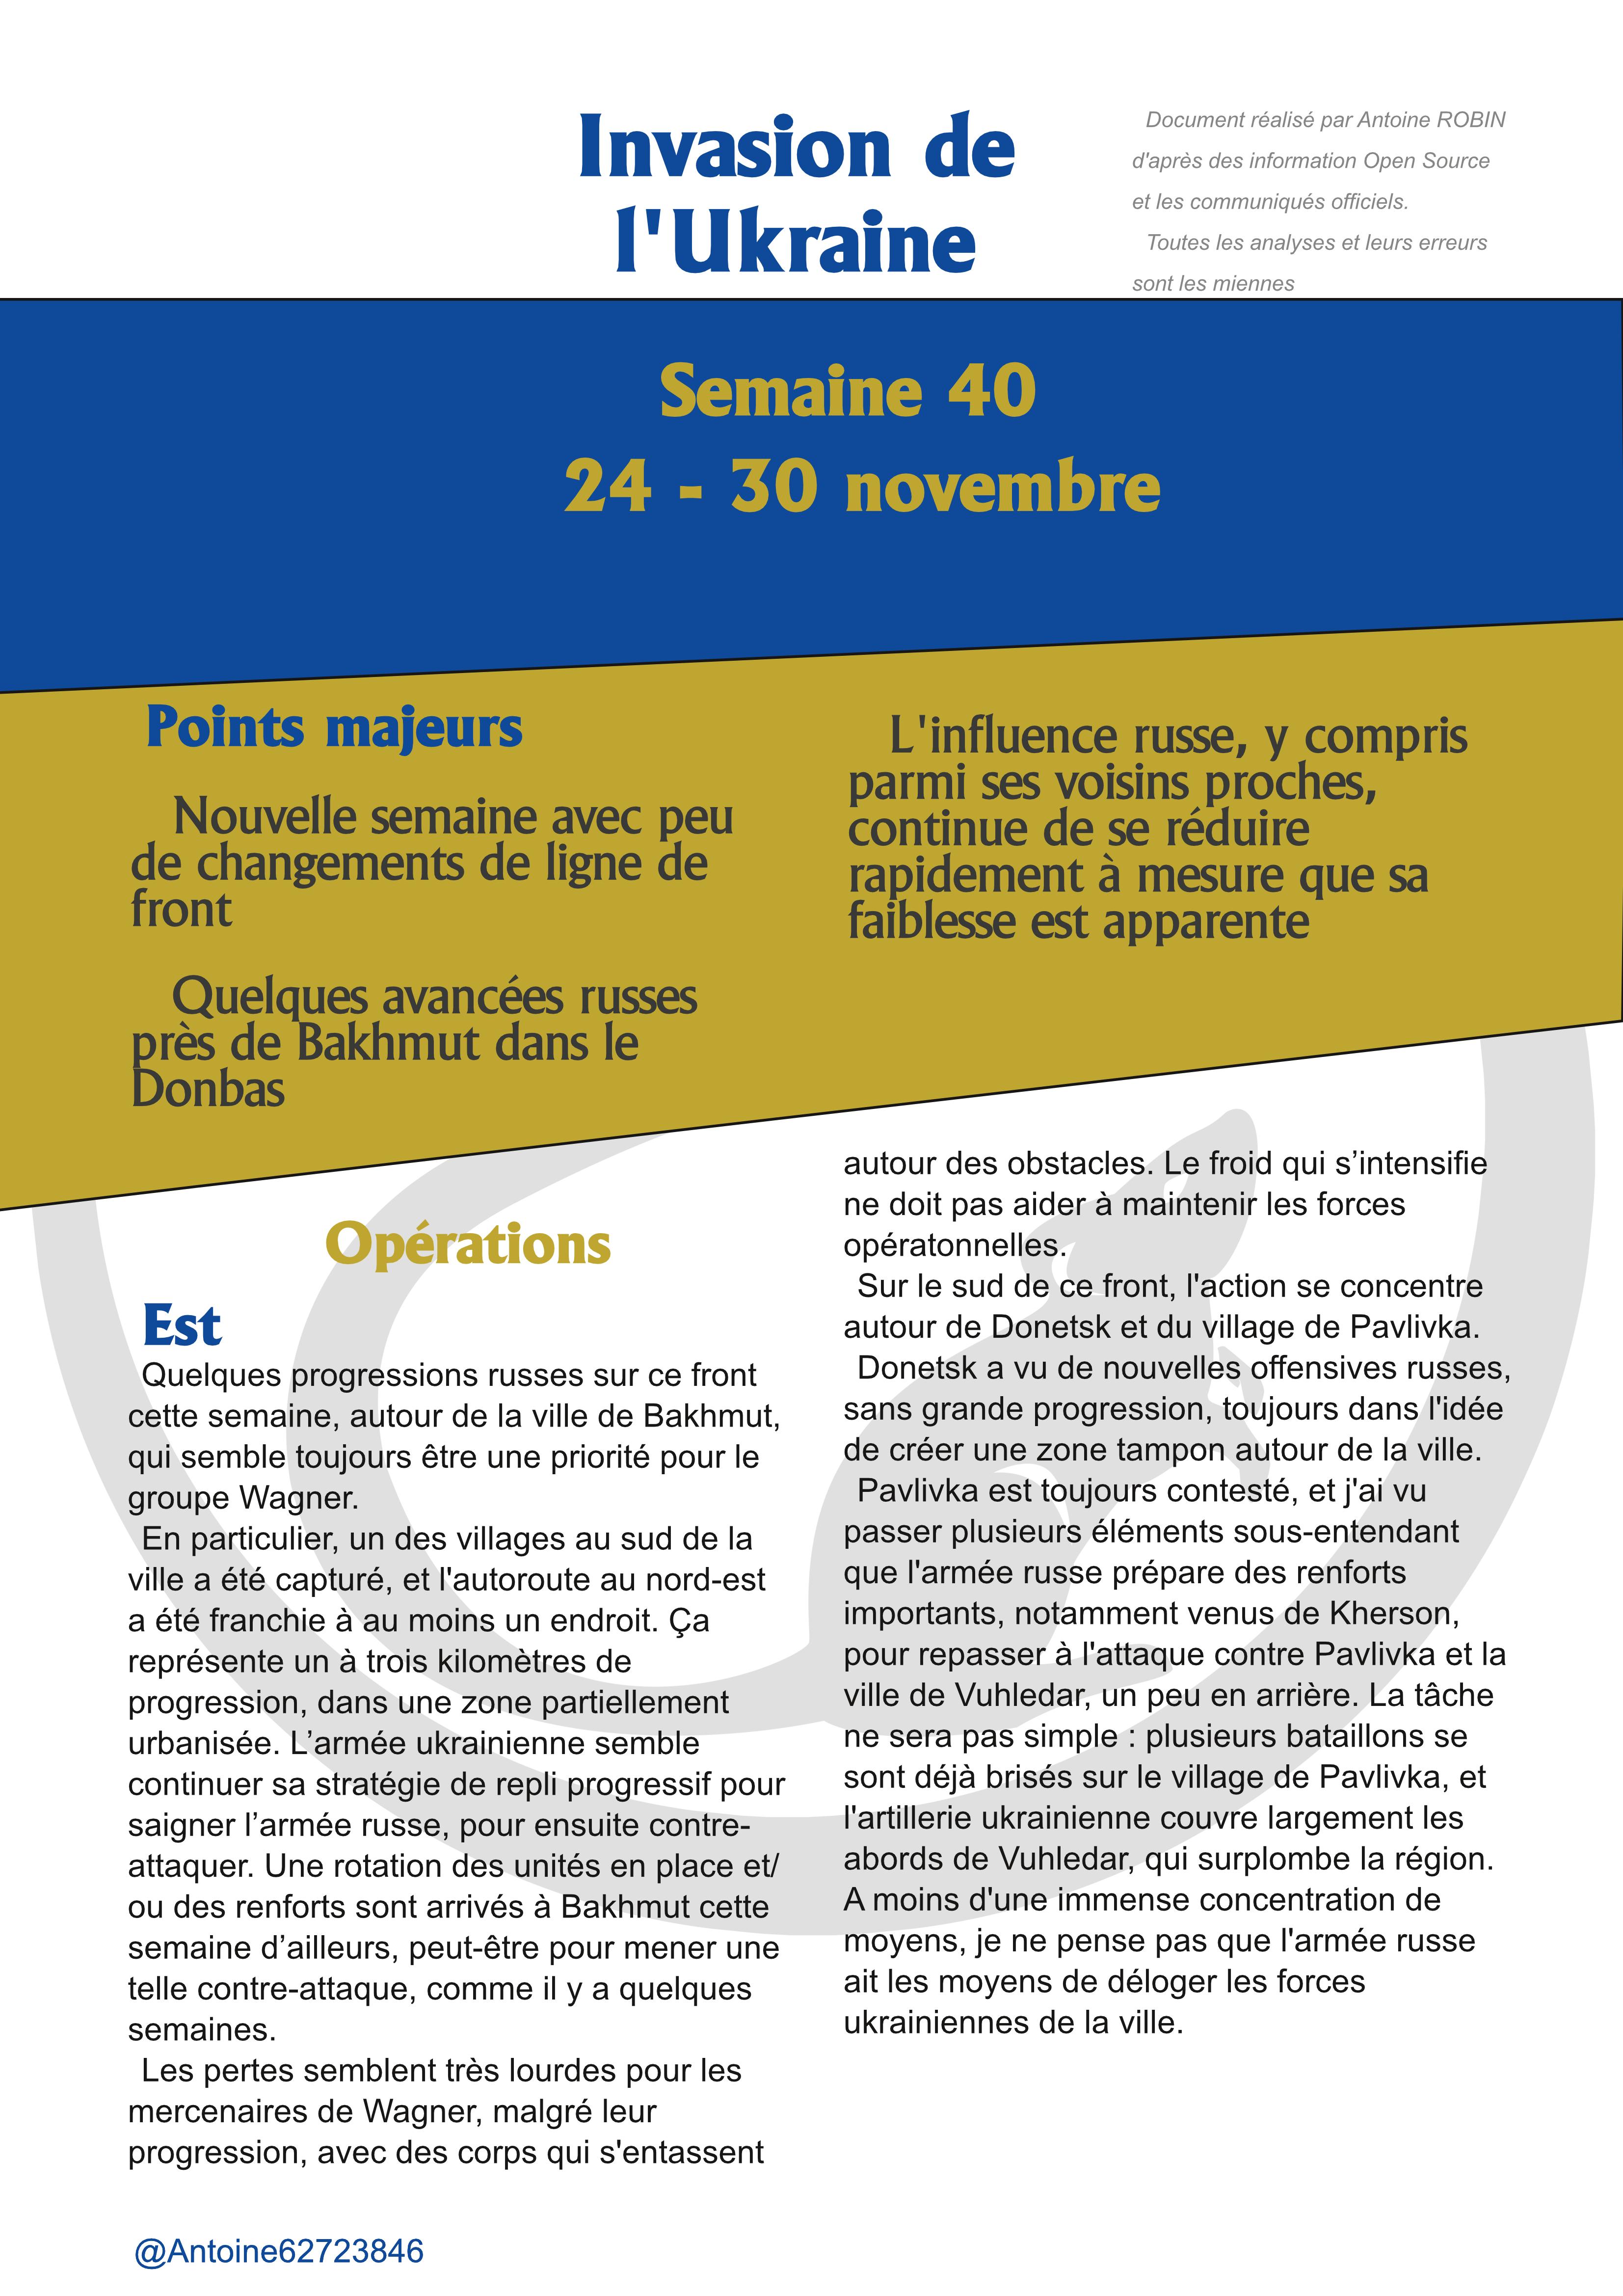 Invasion de
l'Ukraine
Document réalisé par Antoine ROBIN
d'après des information Open Source
et les communiqués officiels.
Toutes les analyses et leurs erreurs
sont les miennes
Semaine 40
24 - 30 novembre
Points majeurs
Nouvelle semaine avec peu
de changements de ligne de
front
Quelques avancées russes
près de Bakhmut dans le
Donbas
L'influence russe, y compris
parmi ses voisins proches,
continue de se réduire
rapidement à mesure que sa
faiblesse est apparente
Opérations
Est
Quelques progressions russes sur ce front
cette semaine, autour de la ville de Bakhmut,
qui semble toujours être une priorité pour le
groupe Wagner.
En particulier, un des villages au sud de la
ville a été capturé, et l'autoroute au nord-est
a été franchie à au moins un endroit. Ça
représente un à trois kilomètres de
progression, dans une zone partiellement
urbanisée. L’armée ukrainienne semble
continuer sa stratégie de repli progressif pour
saigner l’armée russe, pour ensuite contre-
attaquer. Une rotation des unités en place et/
ou des renforts sont arrivés à Bakhmut cette
semaine d’ailleurs, peut-être pour mener une
telle contre-attaque, comme il y a quelques
semaines.
Les pertes semblent très lourdes pour les
mercenaires de Wagner, malgré leur
progression, avec des corps qui s'entassent
autour des obstacles. Le froid qui s’intensifie
ne doit pas aider à maintenir les forces
opératonnelles.
Sur le sud de ce front, l'action se concentre
autour de Donetsk et du village de Pavlivka.
Donetsk a vu de nouvelles offensives russes,
sans grande progression, toujours dans l'idée
de créer une zone tampon autour de la ville.
Pavlivka est toujours contesté, et j'ai vu
passer plusieurs éléments sous-entendant
que l'armée russe prépare des renforts
importants, notamment venus de Kherson,
pour repasser à l'attaque contre Pavlivka et la
ville de Vuhledar, un peu en arrière. La tâche
ne sera pas simple : plusieurs bataillons se
sont déjà brisés sur le village de Pavlivka, et
l'artillerie ukrainienne couvre largement les
abords de Vuhledar, qui surplombe la région.
A moins d'une immense concentration de
moyens, je ne pense pas que l'armée russe
ait les moyens de déloger les forces
ukrainiennes de la ville.
@Antoine62723846